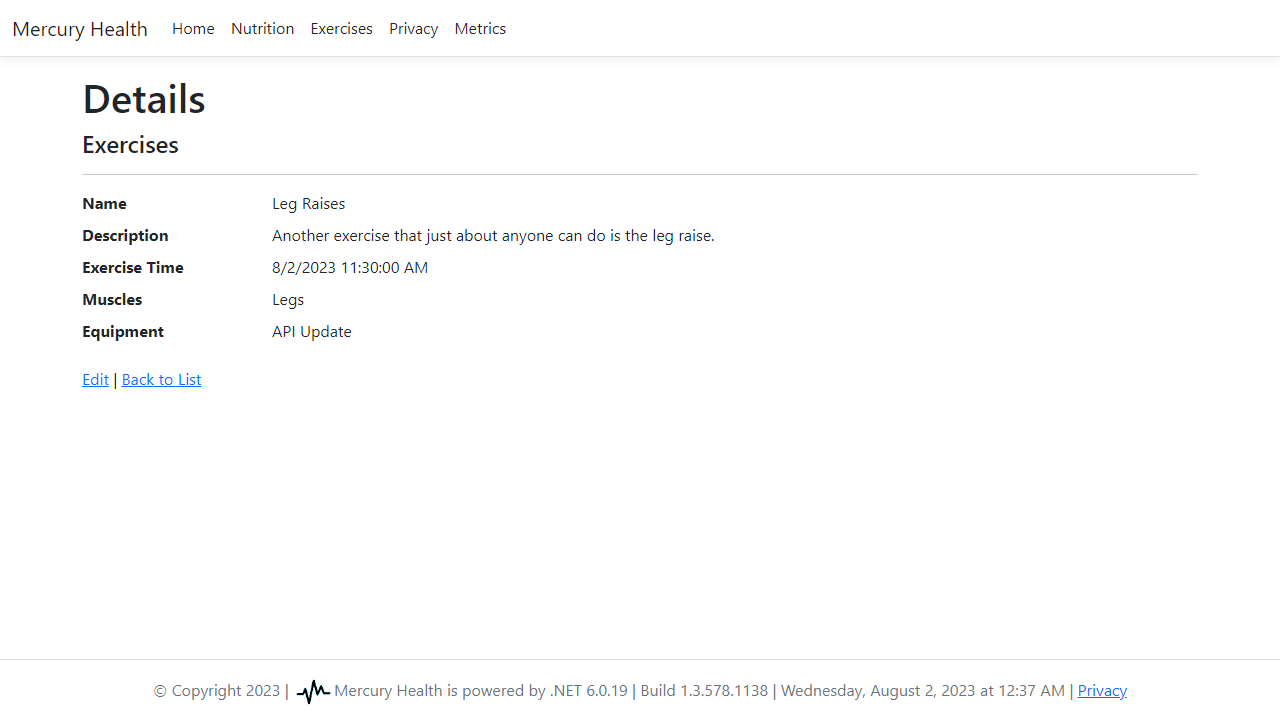 Mercury Health Home Nutrition Exercises Privacy Metrics
Details
Exercises
Name Leg Raises
Description Another exercise that just about anyone can do is the leg raise.
Exercise Time 8/2/2023 11:30:00 AM
Muscles Legs
Equipment API Update
Edit | Back to List
© Copyright 2023 | Mercury Health is powered by .NET 6.0.19 | Build 1.3.578.1138 | Wednesday, August 2, 2023 at 12:37 AM | Privacy